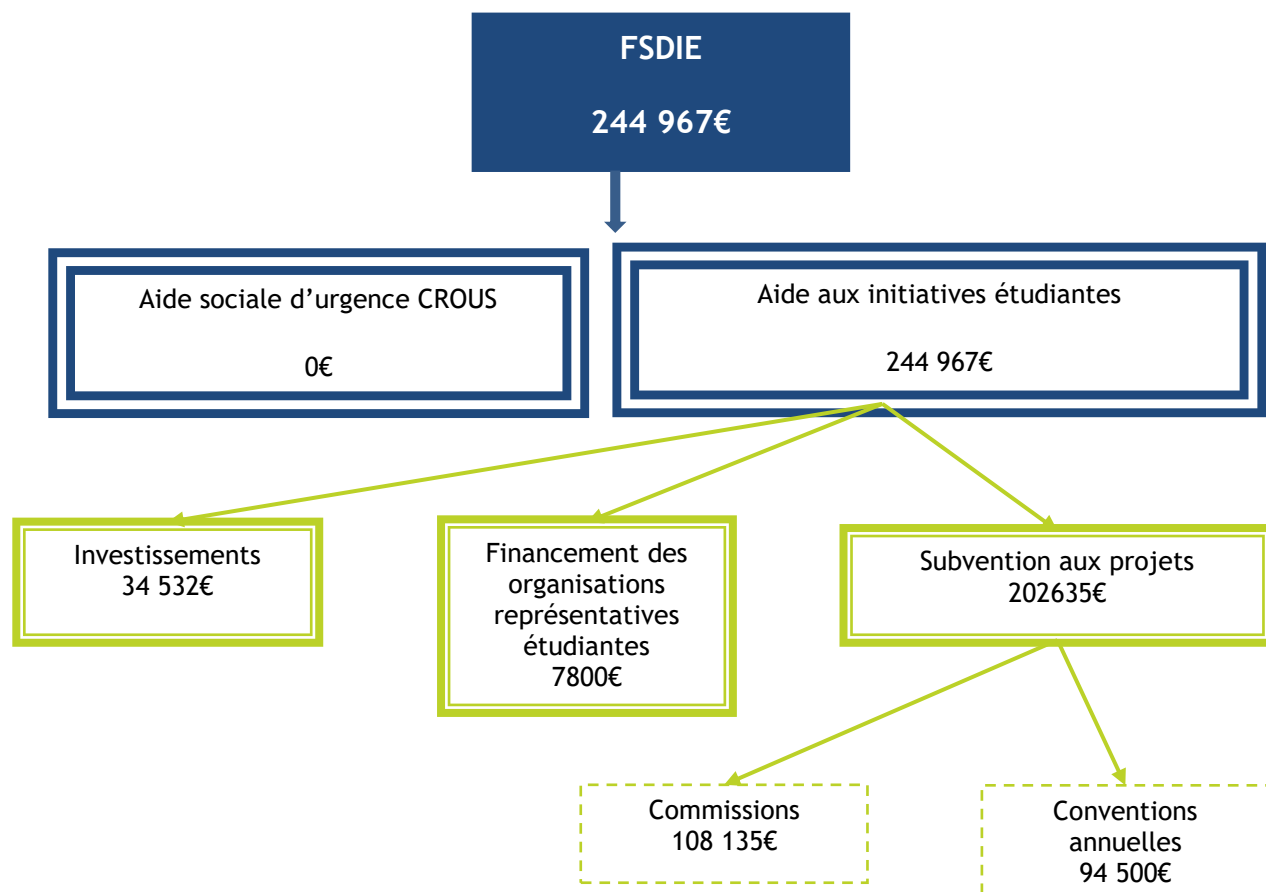 FSDIE
244 967€
Aide sociale d’urgence CROUS
0€
Aide aux initiatives étudiantes
244 967€
Investissements
34 532€
Financement des
organisations
représentatives
étudiantes
7800€
Subvention aux projets
202635€
Commissions
108 135€
Conventions
annuelles
94 500€